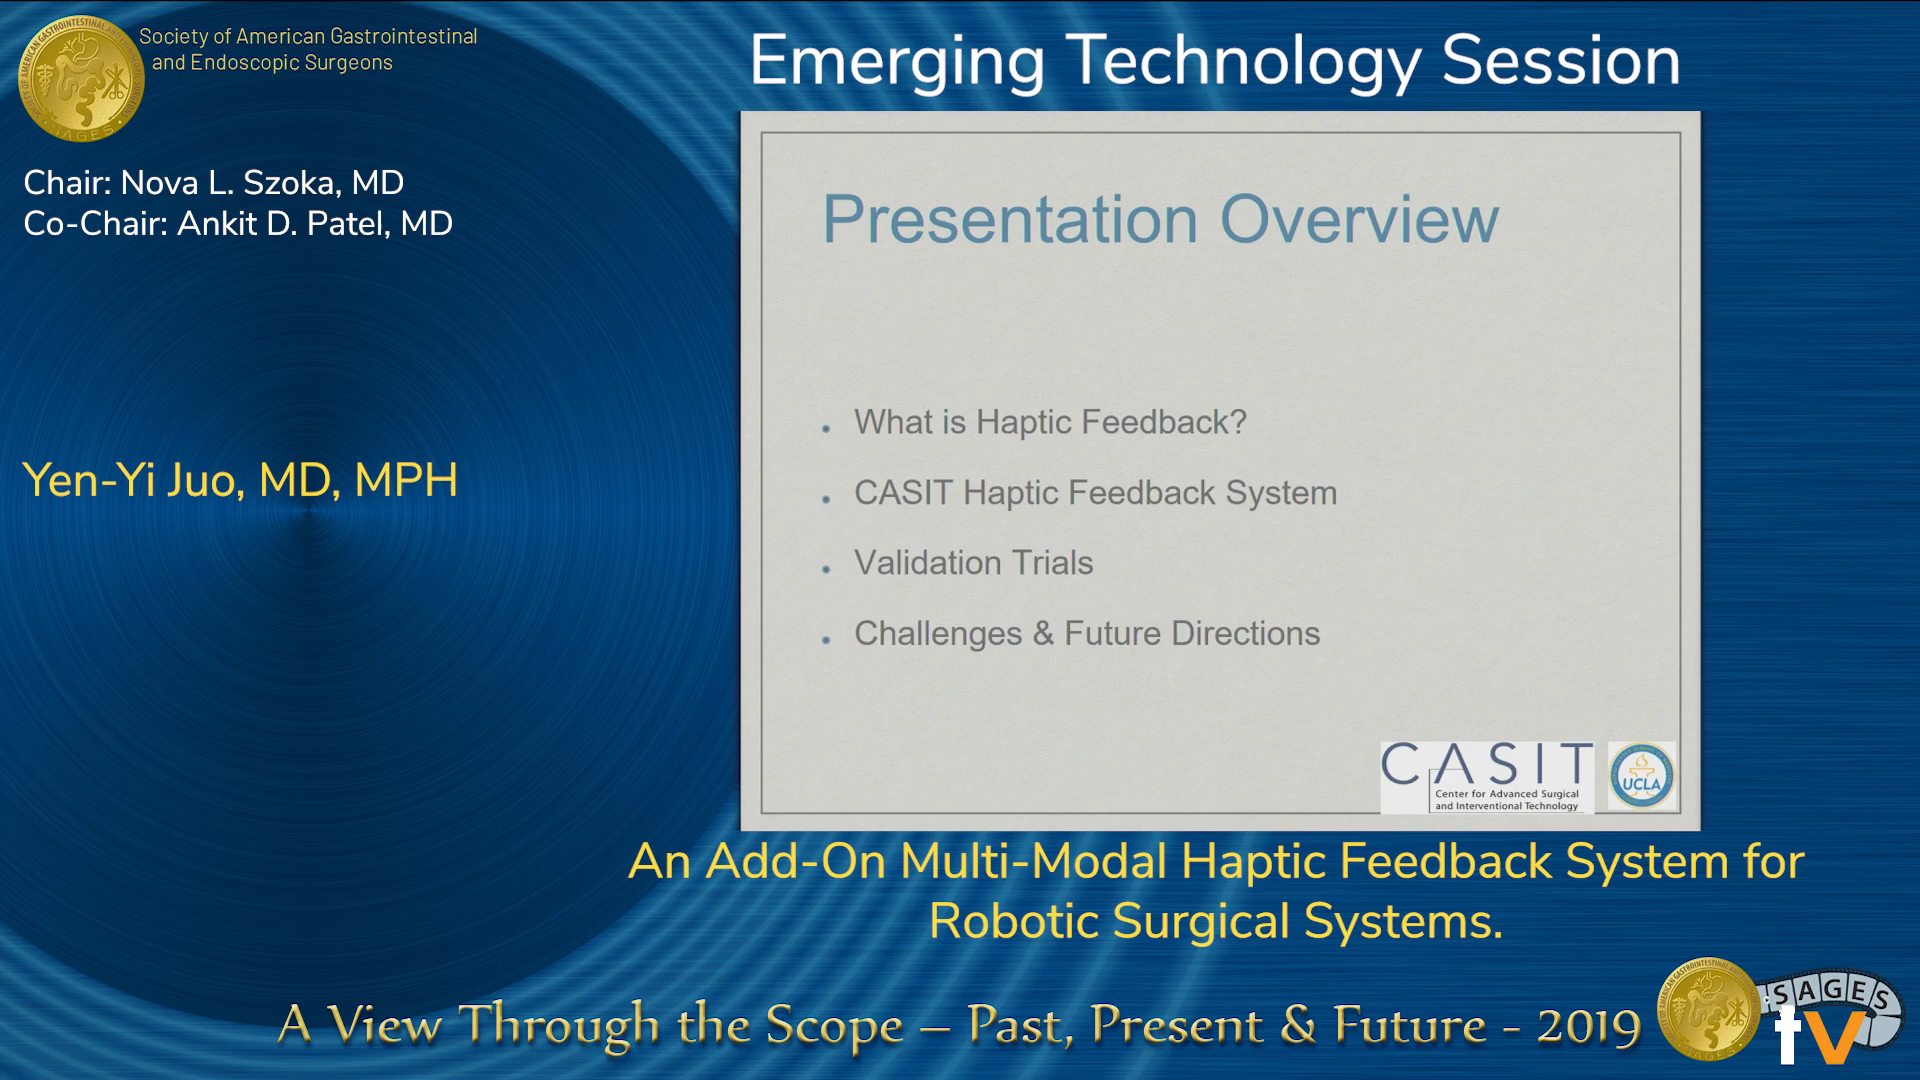 Society of American Gastrointestinal
and Endoscopic Surgeons
SAGES
Emerging Technology Session
Chair: Nova L. Szoka, MD
Co-Chair: Ankit D. Patel, MD
Yen-Yi Juo, MD, MPH
Presentation Overview
What is Haptic Feedback?
CASIT Haptic Feedback System
Validation Trials
Challenges & Future Directions
CASIT
Center for Advanced Surgical
and Interventional Technology
UCLA
An Add-On Multi-Modal Haptic Feedback System for
Robotic Surgical Systems.
A View Through the Scope – Past, Present & Future - 2019
SAGES
tv